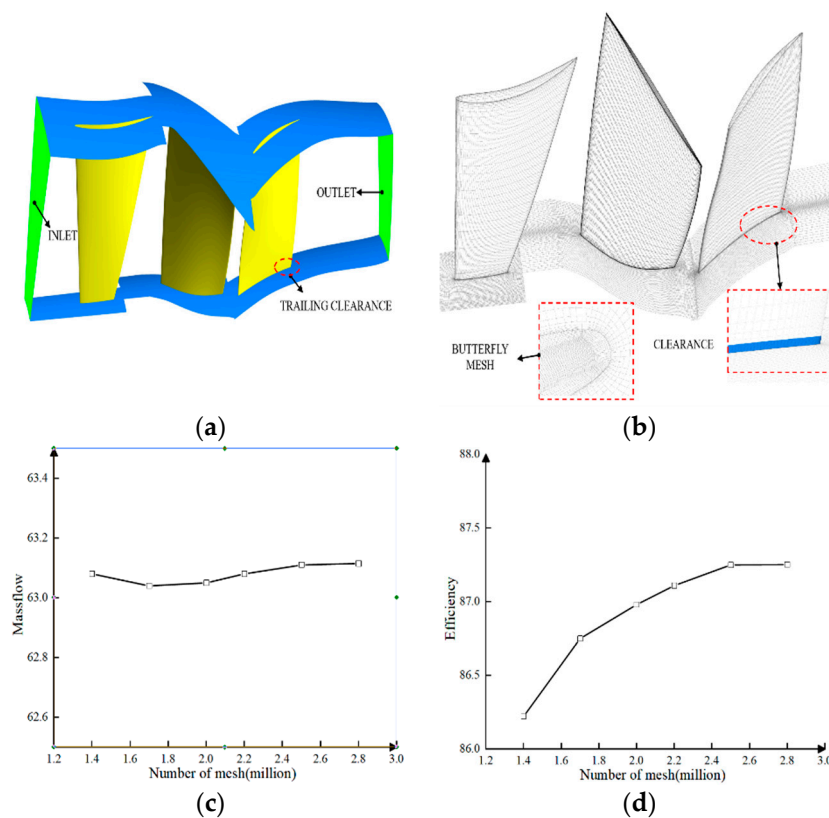 INLET
OUTLET
TRAILING CLEARANCE
(a)
BUTTERFLY
MESH
CLEARANCE
(b)
63.4
63.2
63.0
62.8
62.6
Massflow
1.2 1.4 1.6 1.8 2.0 2.2 2.4 2.6 2.8 3.0
Number of mesh(million)
(c)
88.0
87.5
87.0
86.5
86.0
Efficiency
1.2 1.4 1.6 1.8 2.0 2.2 2.4 2.6 2.8 3.0
Number of mesh(million)
(d)